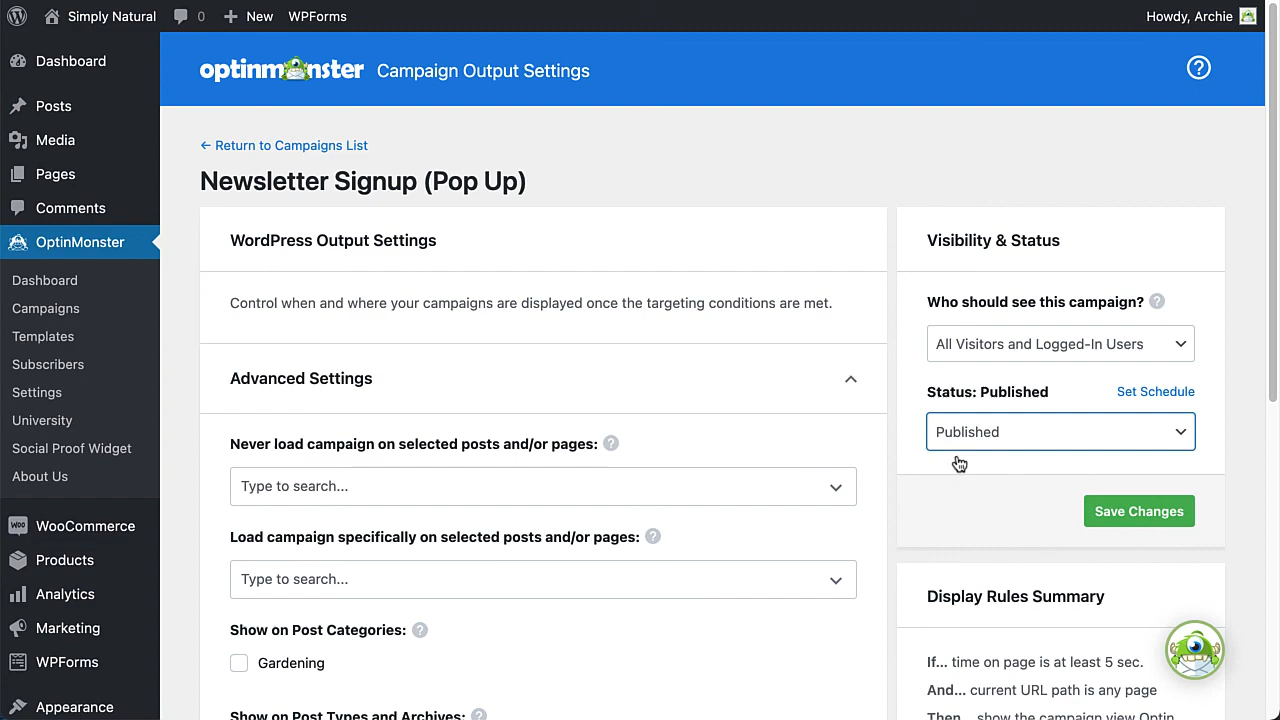 Simply Natural
0
New
WPForms
Howdy, Archie
Dashboard
Posts
Media
Pages
Comments
OptinMonster
Dashboard
Campaigns
Templates
Subscribers
Settings
University
Social Proof Widget
About Us
WooCommerce
Products
Analytics
Marketing
WPForms
Appearance
optinmonster Campaign Output Settings
?
← Return to Campaigns List
Newsletter Signup (Pop Up)
WordPress Output Settings
Control when and where your campaigns are displayed once the targeting conditions are met.
Advanced Settings
Never load campaign on selected posts and/or pages: ?
Type to search...
Load campaign specifically on selected posts and/or pages: ?
Type to search...
Show on Post Categories: ?
Gardening
Show on Post Types and Archives: ?
Visibility & Status
Who should see this campaign? ?
All Visitors and Logged-In Users
Status: Published Set Schedule
Published
Save Changes
Display Rules Summary
If... time on page is at least 5 sec.
And... current URL path is any page
Then... show the campaign view Optin